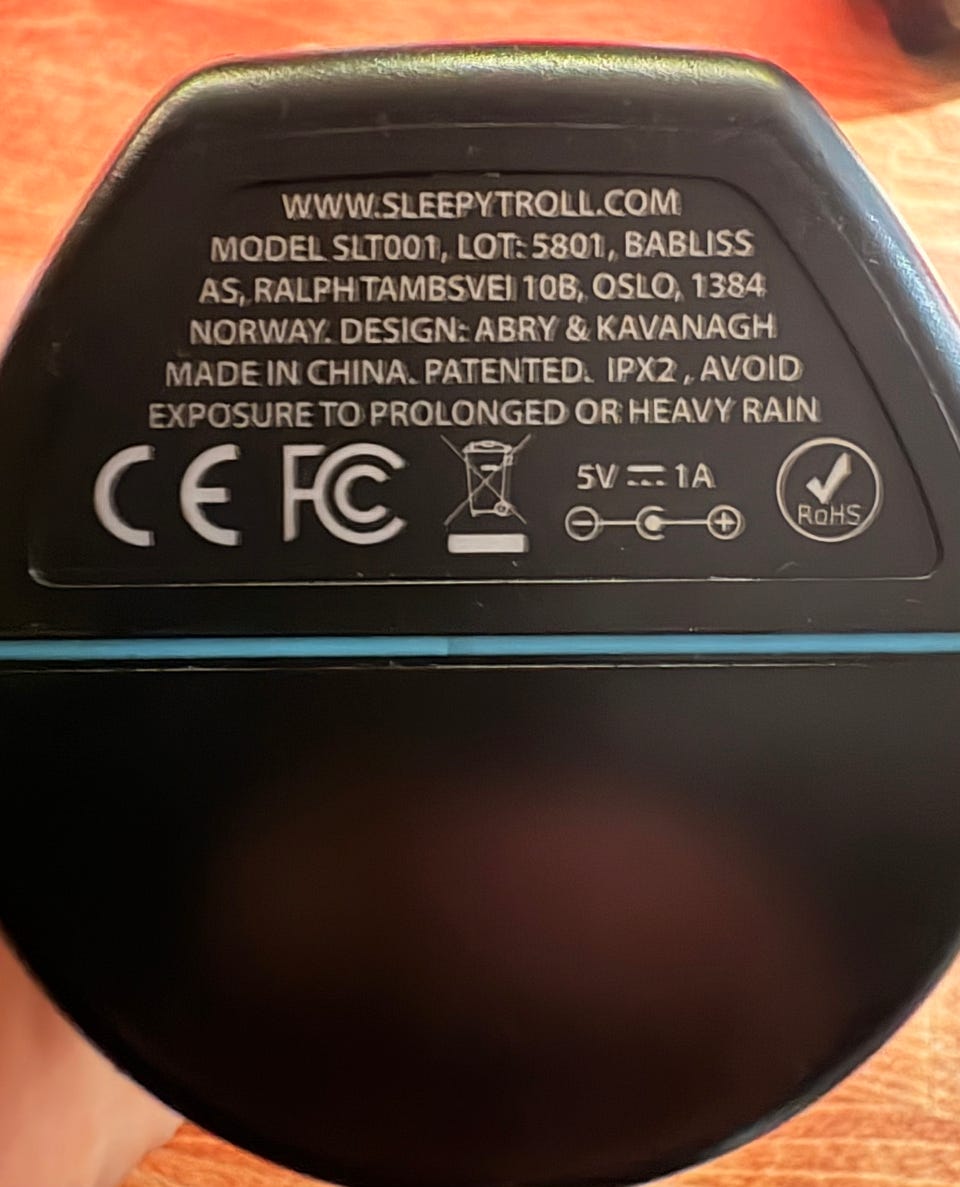 WWW.SLEEPYTROLL.COM
MODEL SLT001, LOT: 5801, BABLISS
AS, RALPH TAMBSVEI 10B, OSLO, 1384
NORWAY. DESIGN: ABRY & KAVANAGH
MADE IN CHINA. PATENTED. IPX2 , AVOID
EXPOSURE TO PROLONGED OR HEAVY RAIN
CE FC 5V ⎓ 1A
RoHS